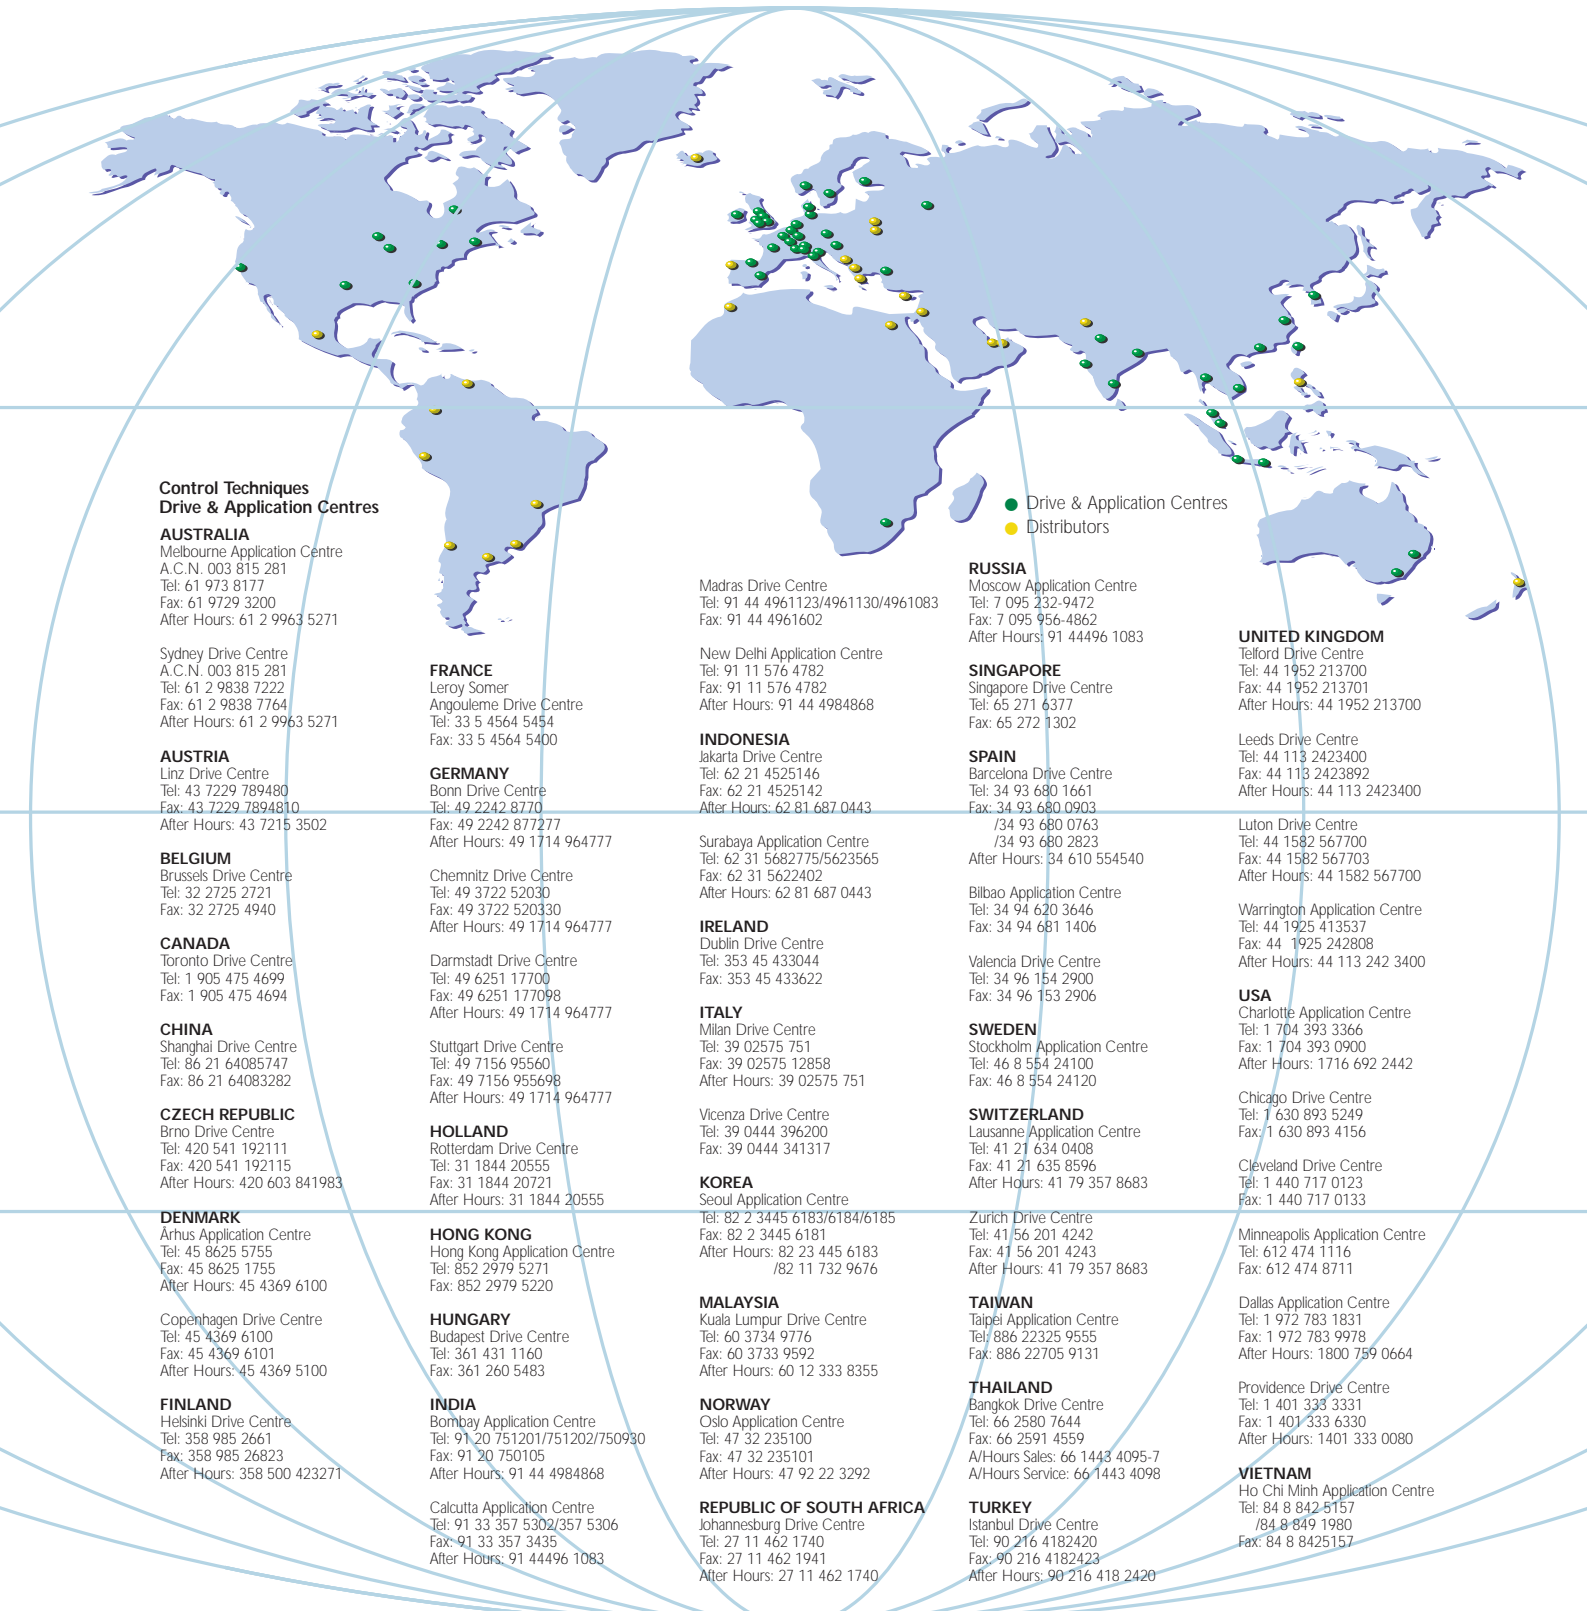 Control Techniques
Drive & Application Centres
AUSTRALIA
Melbourne Application Centre
A.C.N. 003 815 281
Tel: 61 973 8177
Fax: 61 9729 3200
After Hours: 61 2 9963 5271
Sydney Drive Centre
A.C.N. 003 815 281
Tel: 61 2 9838 7222
Fax: 61 2 9838 7764
After Hours: 61 2 9963 5271
AUSTRIA
Linz Drive Centre
Tel: 43 7229 789480
Fax: 43 7229 7894810
After Hours: 43 7215 3502
BELGIUM
Brussels Drive Centre
Tel: 32 2725 2721
Fax: 32 2725 4940
CANADA
Toronto Drive Centre
Tel: 1 905 475 4699
Fax: 1 905 475 4694
CHINA
Shanghai Drive Centre
Tel: 86 21 64085747
Fax: 86 21 64083282
CZECH REPUBLIC
Brno Drive Centre
Tel: 420 541 192111
Fax: 420 541 192115
After Hours: 420 603 841983
DENMARK
Århus Application Centre
Tel: 45 8625 5755
Fax: 45 8625 1755
After Hours: 45 4369 6100
Copenhagen Drive Centre
Tel: 45 4369 6100
Fax: 45 4369 6101
After Hours: 45 4369 5100
FINLAND
Helsinki Drive Centre
Tel: 358 985 2661
Fax: 358 985 26823
After Hours: 358 500 423271
FRANCE
Leroy Somer
Angouleme Drive Centre
Tel: 33 5 4564 5454
Fax: 33 5 4564 5400
GERMANY
Bonn Drive Centre
Tel: 49 2242 8770
Fax: 49 2242 877277
After Hours: 49 1714 964777
Chemnitz Drive Centre
Tel: 49 3722 52030
Fax: 49 3722 520330
After Hours: 49 1714 964777
Darmstadt Drive Centre
Tel: 49 6251 17700
Fax: 49 6251 177098
After Hours: 49 1714 964777
Stuttgart Drive Centre
Tel: 49 7156 95560
Fax: 49 7156 955698
After Hours: 49 1714 964777
HOLLAND
Rotterdam Drive Centre
Tel: 31 1844 20555
Fax: 31 1844 20721
After Hours: 31 1844 20555
HONG KONG
Hong Kong Application Centre
Tel: 852 2979 5271
Fax: 852 2979 5220
HUNGARY
Budapest Drive Centre
Tel: 361 431 1160
Fax: 361 260 5483
INDIA
Bombay Application Centre
Tel: 91 20 751201/751202/750930
Fax: 91 20 750105
After Hours: 91 44 4984868
Calcutta Application Centre
Tel: 91 33 357 5302/357 5306
Fax: 91 33 357 3435
After Hours: 91 44496 1083
Madras Drive Centre
Tel: 91 44 4961123/4961130/4961083
Fax: 91 44 4961602
New Delhi Application Centre
Tel: 91 11 576 4782
Fax: 91 11 576 4782
After Hours: 91 44 4984868
INDONESIA
Jakarta Drive Centre
Tel: 62 21 4525146
Fax: 62 21 4525142
After Hours: 62 81 687 0443
Surabaya Application Centre
Tel: 62 31 5682775/5623565
Fax: 62 31 5622402
After Hours: 62 81 687 0443
IRELAND
Dublin Drive Centre
Tel: 353 45 433044
Fax: 353 45 433622
ITALY
Milan Drive Centre
Tel: 39 02575 751
Fax: 39 02575 12858
After Hours: 39 02575 751
Vicenza Drive Centre
Tel: 39 0444 396200
Fax: 39 0444 341317
KOREA
Seoul Application Centre
Tel: 82 2 3445 6183/6184/6185
Fax: 82 2 3445 6181
After Hours: 82 23 445 6183
/82 11 732 9676
MALAYSIA
Kuala Lumpur Drive Centre
Tel: 60 3734 9776
Fax: 60 3733 9592
After Hours: 60 12 333 8355
NORWAY
Oslo Application Centre
Tel: 47 32 235100
Fax: 47 32 235101
After Hours: 47 92 22 3292
REPUBLIC OF SOUTH AFRICA
Johannesburg Drive Centre
Tel: 27 11 462 1740
Fax: 27 11 462 1941
After Hours: 27 11 462 1740
Drive & Application Centres
Distributors
RUSSIA
Moscow Application Centre
Tel: 7 095 232-9472
Fax: 7 095 956-4862
After Hours: 91 44496 1083
SINGAPORE
Singapore Drive Centre
Tel: 65 271 6377
Fax: 65 272 1302
SPAIN
Barcelona Drive Centre
Tel: 34 93 680 1661
Fax: 34 93 680 0903
/34 93 680 0763
/34 93 680 2823
After Hours: 34 610 554540
Bilbao Application Centre
Tel: 34 94 620 3646
Fax: 34 94 681 1406
Valencia Drive Centre
Tel: 34 96 154 2900
Fax: 34 96 153 2906
SWEDEN
Stockholm Application Centre
Tel: 46 8 554 24100
Fax: 46 8 554 24120
SWITZERLAND
Lausanne Application Centre
Tel: 41 21 634 0408
Fax: 41 21 635 8596
After Hours: 41 79 357 8683
Zurich Drive Centre
Tel: 41 56 201 4242
Fax: 41 56 201 4243
After Hours: 41 79 357 8683
TAIWAN
Taipei Application Centre
Tel: 886 22325 9555
Fax: 886 22705 9131
THAILAND
Bangkok Drive Centre
Tel: 66 2580 7644
Fax: 66 2591 4559
A/Hours Sales: 66 1443 4095-7
A/Hours Service: 66 1443 4098
TURKEY
Istanbul Drive Centre
Tel: 90 216 4182420
Fax: 90 216 4182423
After Hours: 90 216 418 2420
UNITED KINGDOM
Telford Drive Centre
Tel: 44 1952 213700
Fax: 44 1952 213701
After Hours: 44 1952 213700
Leeds Drive Centre
Tel: 44 113 2423400
Fax: 44 113 2423892
After Hours: 44 113 2423400
Luton Drive Centre
Tel: 44 1582 567700
Fax: 44 1582 567703
After Hours: 44 1582 567700
Warrington Application Centre
Tel: 44 1925 413537
Fax: 44 1925 242808
After Hours: 44 113 242 3400
USA
Charlotte Application Centre
Tel: 1 704 393 3366
Fax: 1 704 393 0900
After Hours: 1716 692 2442
Chicago Drive Centre
Tel: 1 630 893 5249
Fax: 1 630 893 4156
Cleveland Drive Centre
Tel: 1 440 717 0123
Fax: 1 440 717 0133
Minneapolis Application Centre
Tel: 612 474 1116
Fax: 612 474 8711
Dallas Application Centre
Tel: 1 972 783 1831
Fax: 1 972 783 9978
After Hours: 1800 759 0664
Providence Drive Centre
Tel: 1 401 333 3331
Fax: 1 401 333 6330
After Hours: 1401 333 0080
VIETNAM
Ho Chi Minh Application Centre
Tel: 84 8 842 5157
/84 8 849 1980
Fax: 84 8 8425157